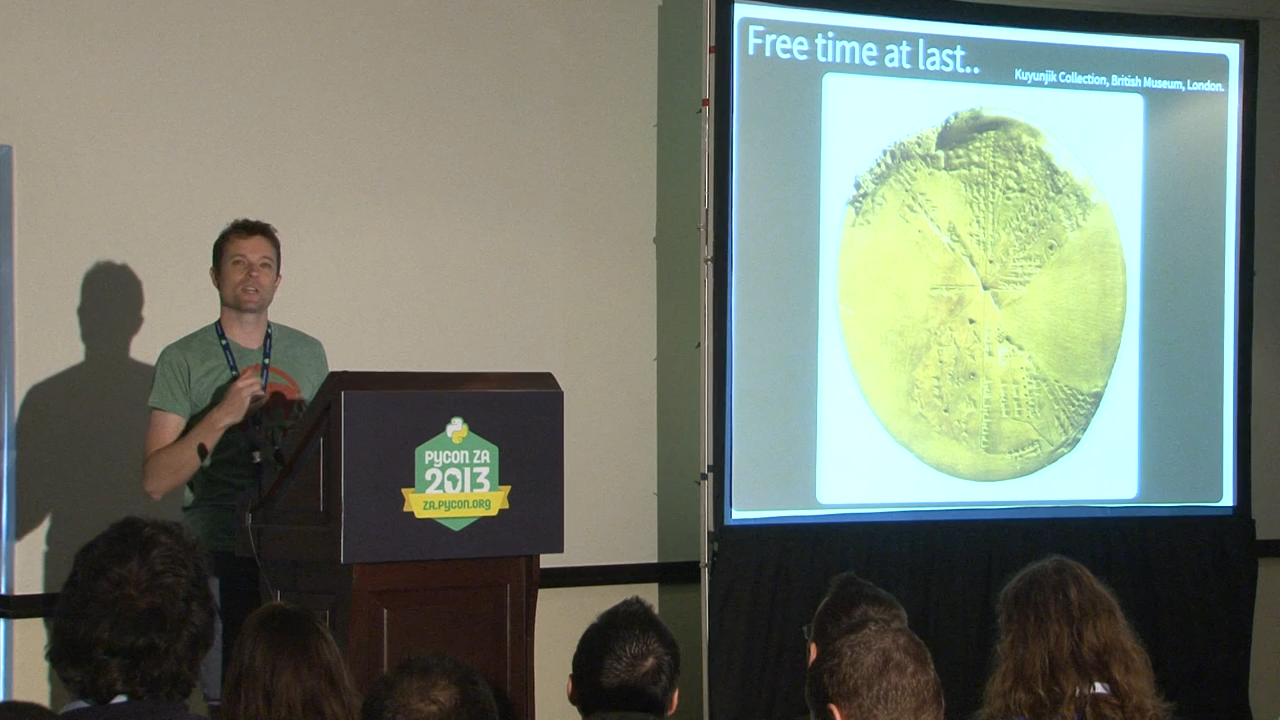 Free time at last..
Kuyunjik Collection, British Museum, London.
PYCON ZA
2013
ZA.PYCON.ORG